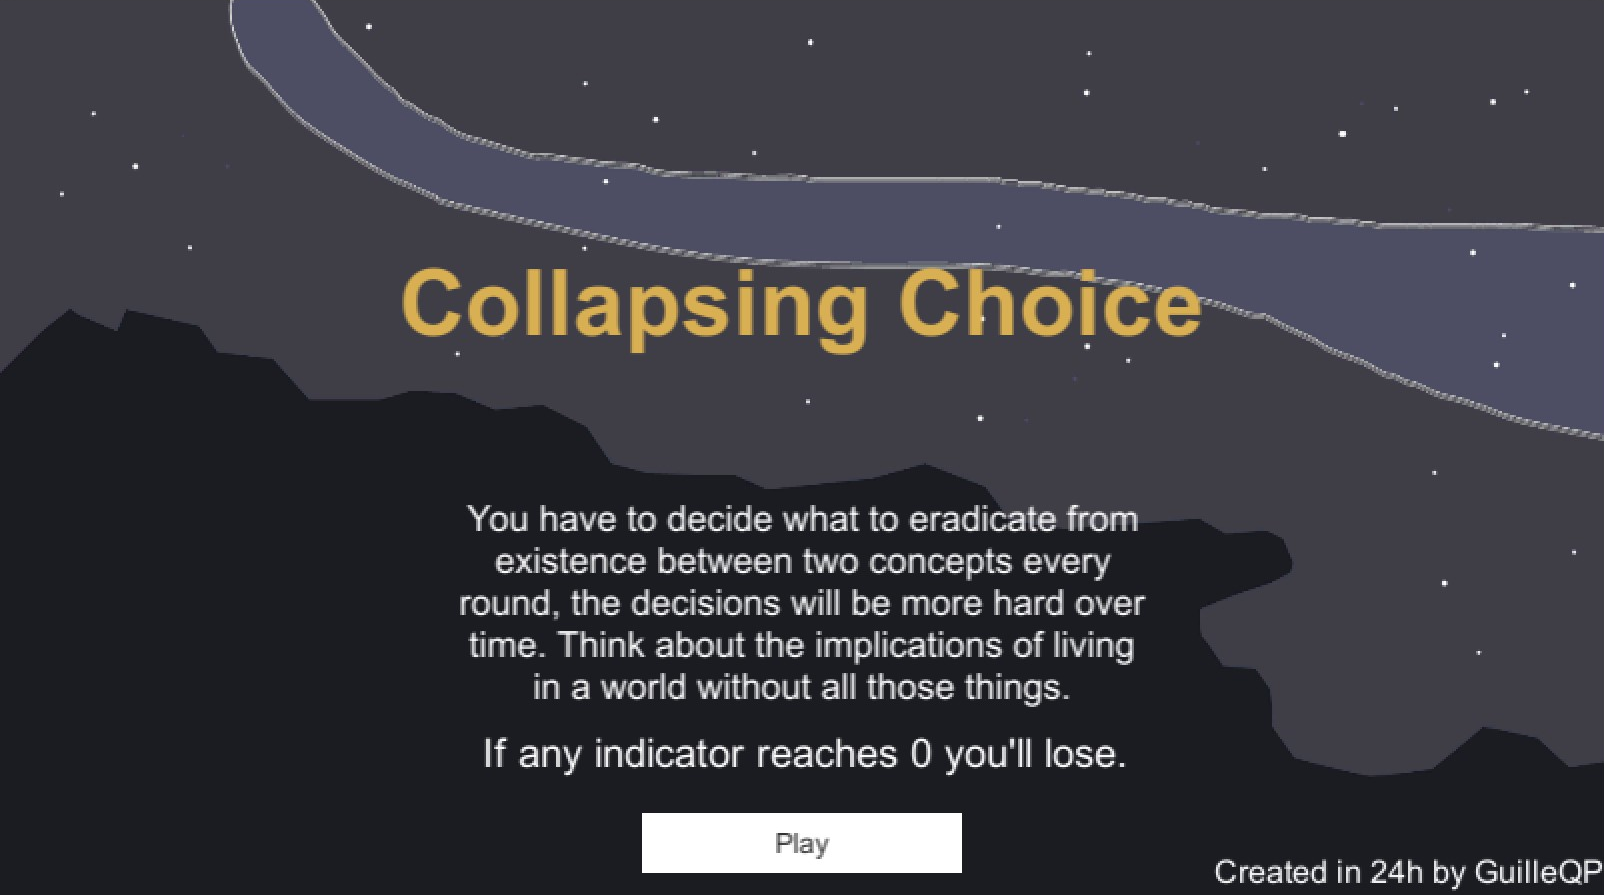 Collapsing Choice
You have to decide what to eradicate from
existence between two concepts every
round, the decisions will be more hard over
time. Think about the implications of living
in a world without all those things.
If any indicator reaches 0 you'll lose.
Play
Created in 24h by GuilleQP